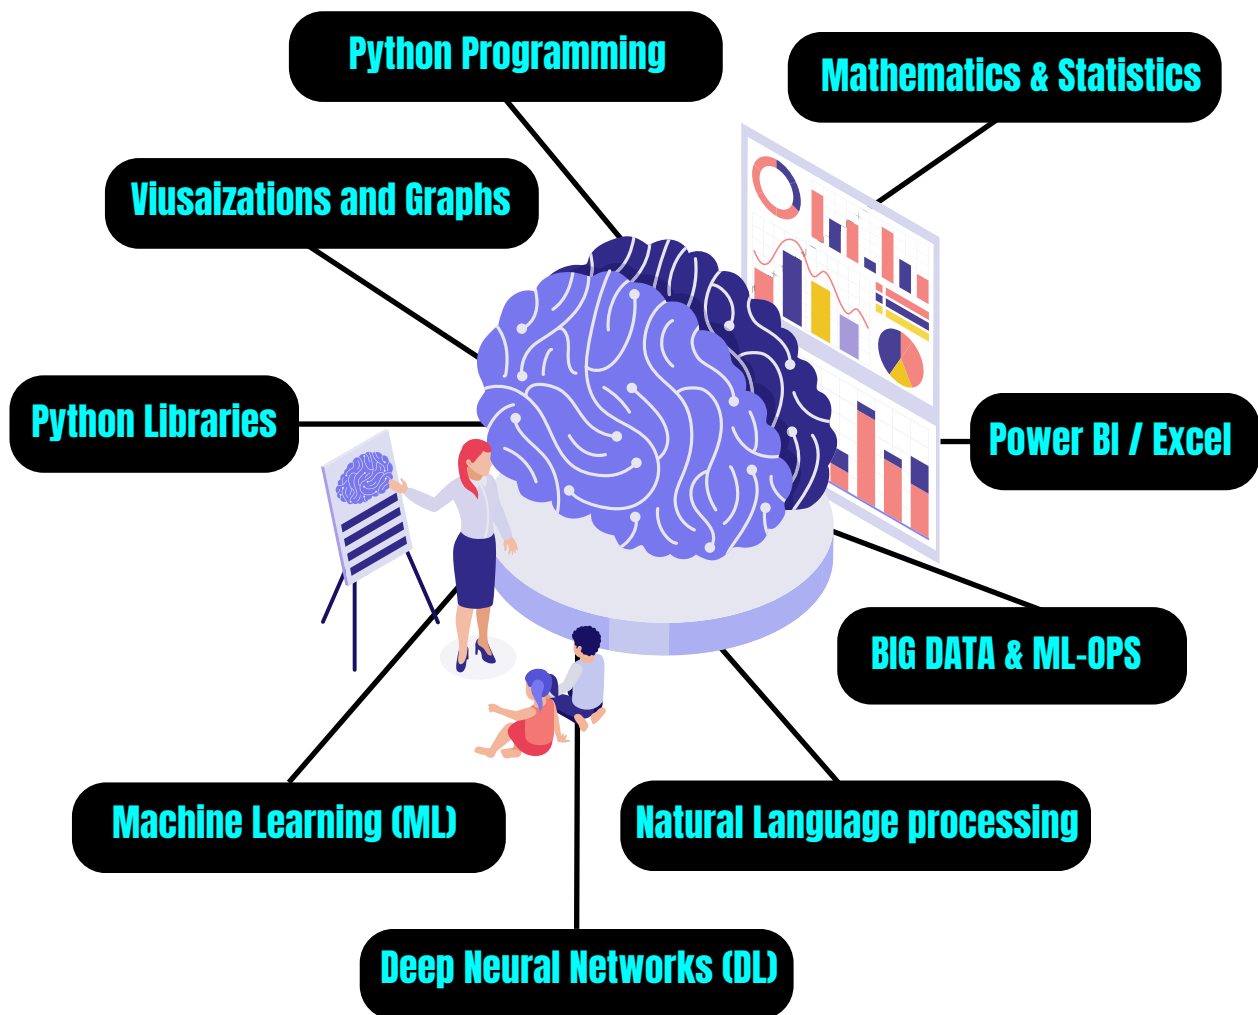 Python Programming
Mathematics & Statistics
Viusaizations and Graphs
Python Libraries
Power BI / Excel
BIG DATA & ML-OPS
Machine Learning (ML)
Natural Language processing
Deep Neural Networks (DL)